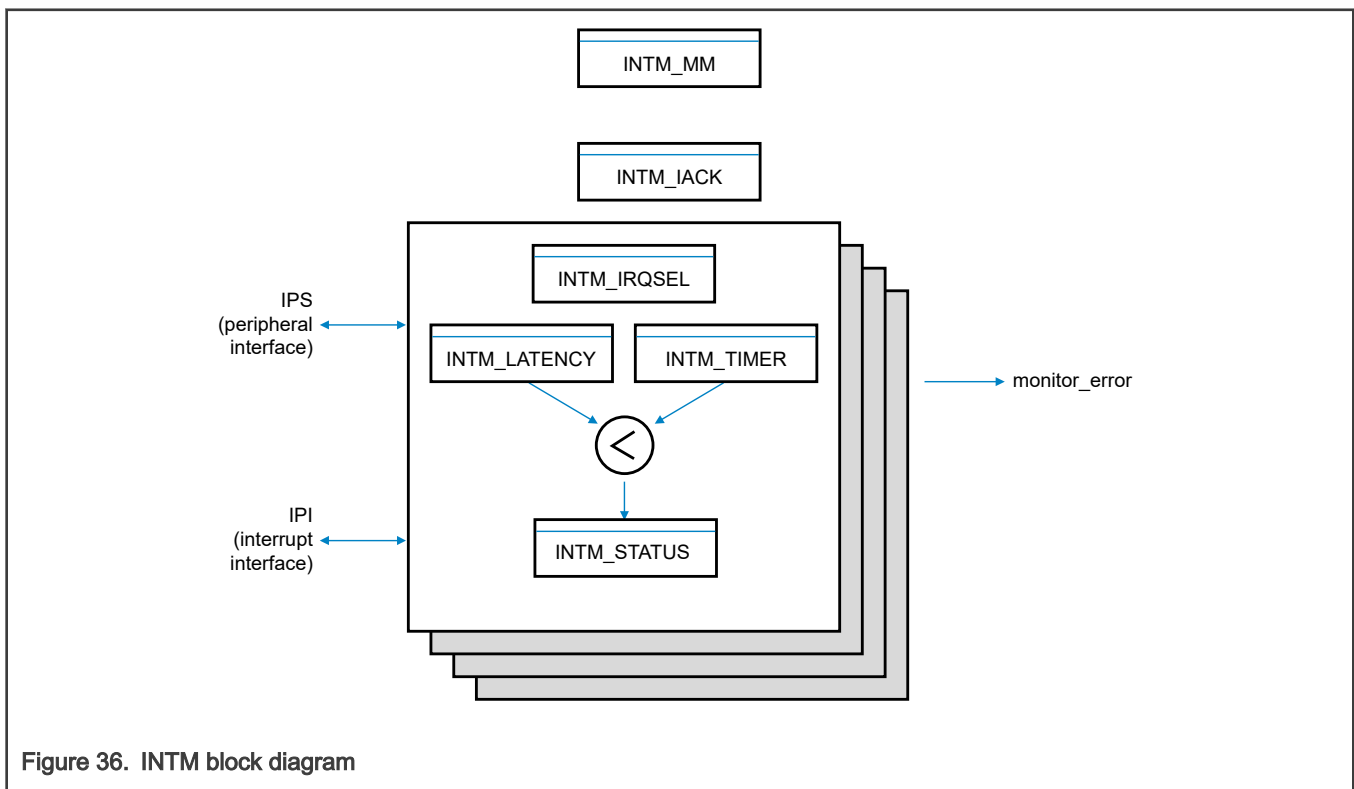 INTM_MM
INTM_IACK
INTM_IRQSEL
IPS
(peripheral
interface)
INTM_LATENCY
INTM_TIMER
monitor_error
<
IPI
(interrupt
interface)
INTM_STATUS
Figure 36. INTM block diagram